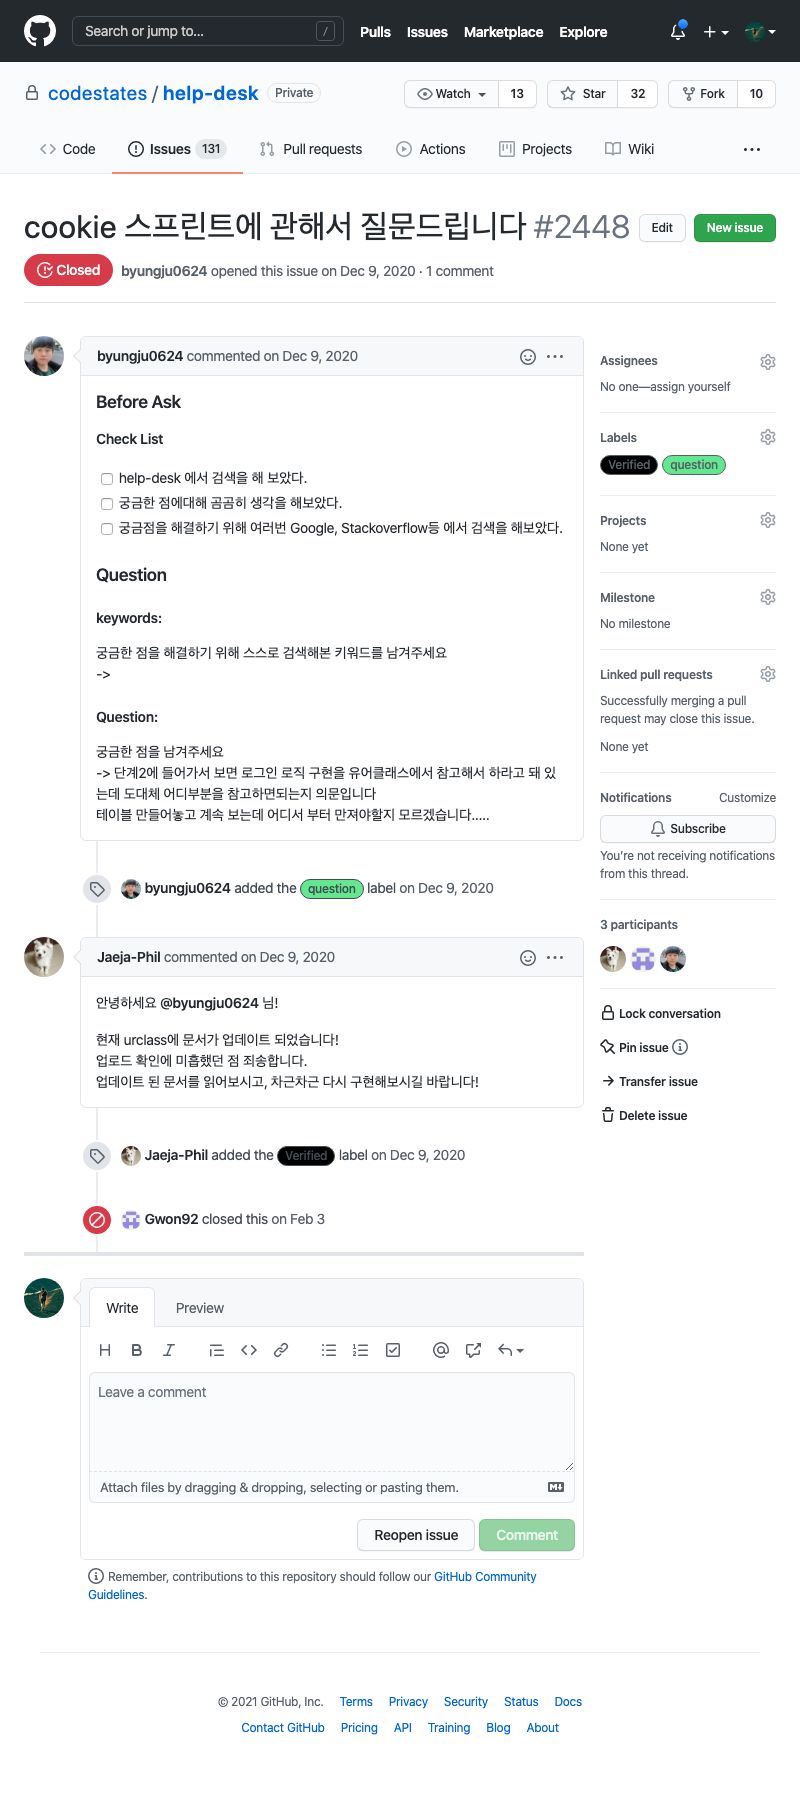 Search or jump to... /
Pulls Issues Marketplace Explore
codestates / help-desk Private
Watch 13 Star 32 Fork 10
Code Issues 131 Pull requests Actions Projects Wiki ...
cookie 스프린트에 관해서 질문드립니다 #2448
Edit New issue
Closed byungju0624 opened this issue on Dec 9, 2020 · 1 comment
byungju0624 commented on Dec 9, 2020
Before Ask
Check List
help-desk 에서 검색을 해 보았다.
궁금한 점에대해 곰곰히 생각을 해보았다.
궁금점을 해결하기 위해 여러번 Google, Stackoverflow등 에서 검색을 해보았다.
Question
keywords:
궁금한 점을 해결하기 위해 스스로 검색해본 키워드를 남겨주세요
->
Question:
궁금한 점을 남겨주세요
-> 단계2에 들어가서 보면 로그인 로직 구현을 유어클래스에서 참고해서 하라고 돼 있
는데 도대체 어디부분을 참고하면되는지 의문입니다
테이블 만들어놓고 계속 보는데 어디서 부터 만져야할지 모르겠습니다.....
byungju0624 added the question label on Dec 9, 2020
Jaeja-Phil commented on Dec 9, 2020
안녕하세요 @byungju0624 님!
현재 urclass에 문서가 업데이트 되었습니다!
업로드 확인에 미흡했던 점 죄송합니다.
업데이트 된 문서를 읽어보시고, 차근차근 다시 구현해보시길 바랍니다!
Jaeja-Phil added the Verified label on Dec 9, 2020
Gwon92 closed this on Feb 3
Write Preview
Leave a comment
Attach files by dragging & dropping, selecting or pasting them.
Reopen issue Comment
Remember, contributions to this repository should follow our GitHub Community
Guidelines.
Assignees
No one—assign yourself
Labels
Verified question
Projects
None yet
Milestone
No milestone
Linked pull requests
Successfully merging a pull
request may close this issue.
None yet
Notifications Customize
Subscribe
You're not receiving notifications
from this thread.
3 participants
Lock conversation
Pin issue
Transfer issue
Delete issue
© 2021 GitHub, Inc. Terms Privacy Security Status Docs
Contact GitHub Pricing API Training Blog About